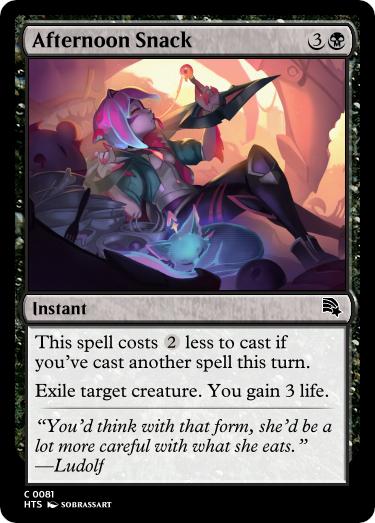 Afternoon Snack 3
Instant
This spell costs 2 less to cast if
you've cast another spell this turn.
Exile target creature. You gain 3 life.
“You'd think with that form, she'd be a
lot more careful with what she eats.”
—Ludolf
C 0081
HTS SOBRASSART